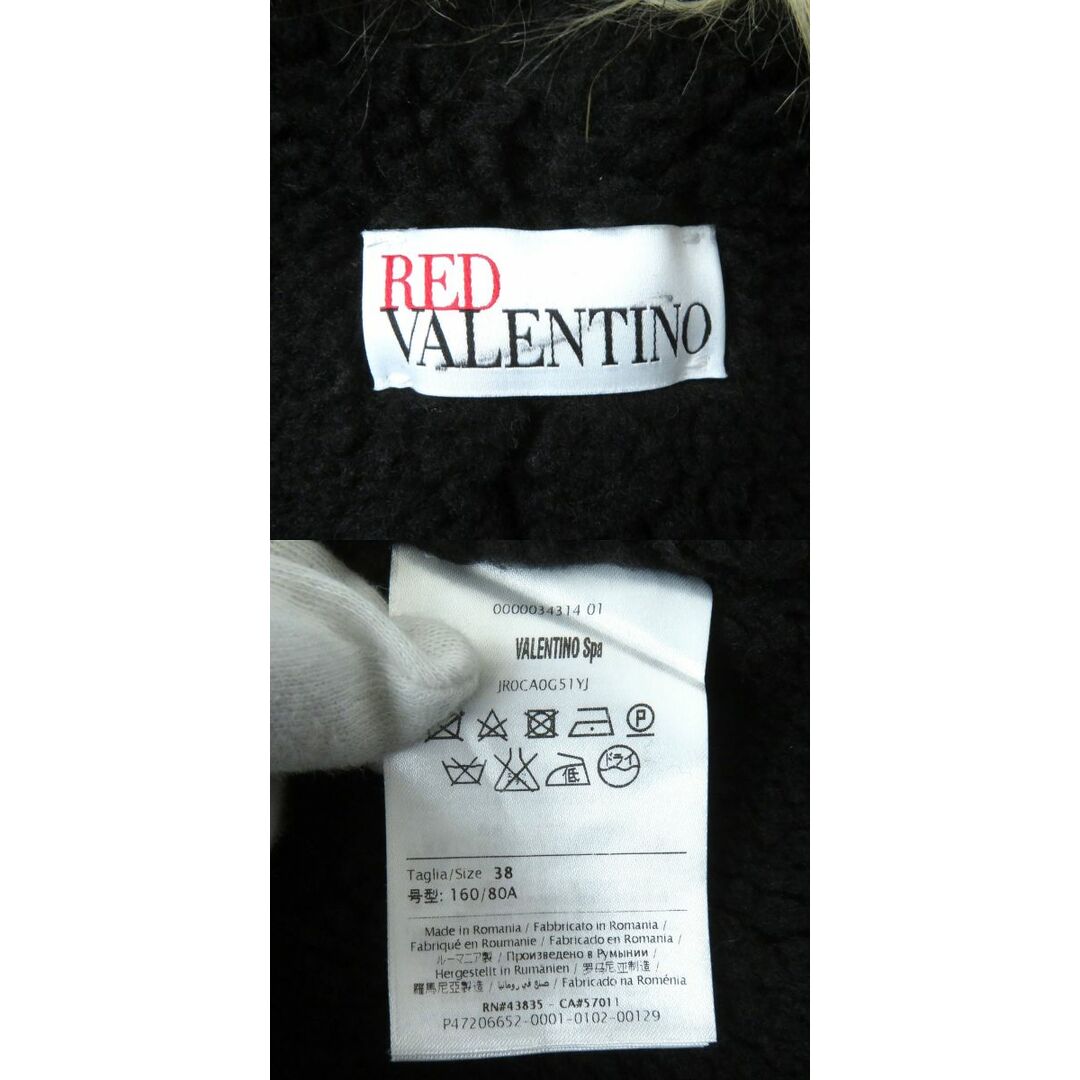 RED
VALENTINO
0000034314 01
VALENTINO Spa
JR0CA0G51YJ
P
低 ドライ
Taglia/Size 38
号型: 160/80A
Made in Romania / Fabbricato in Romania /
Fabriqué en Roumanie / Fabricado en Romania /
ルーマニア製 / Произведено в Румынии /
Hergestellt in Rumänien / 罗马尼亚制造 /
羅馬尼亞製造 / صنع في رومانيا / Fabricado na Roménia
RN#43835 - CA#57011
P47206652-0001-0102-00129